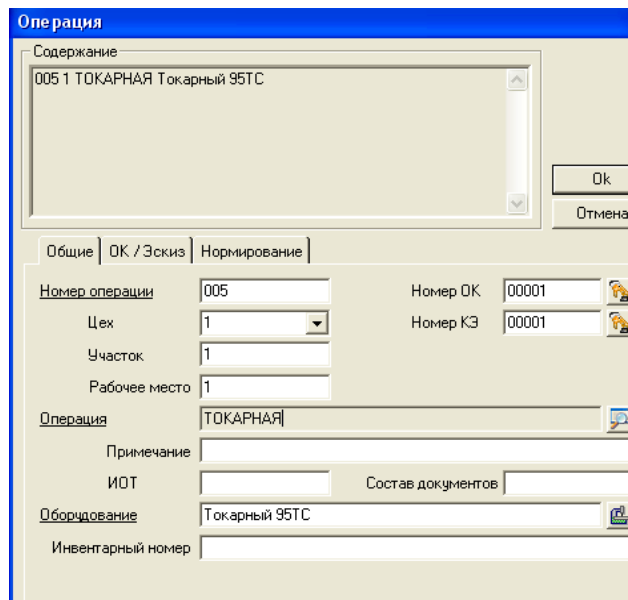 Операция
Содержание
005 1 ТОКАРНАЯ Токарный 95ТС
Ok
Отмена
Общие ОК / Эскиз Нормирование
Номер операции 005 Номер ОК 00001
Цех 1 Номер КЭ 00001
Участок 1
Рабочее место 1
Операция ТОКАРНАЯ
Примечание
ИОТ Состав документов
Оборудование Токарный 95ТС
Инвентарный номер